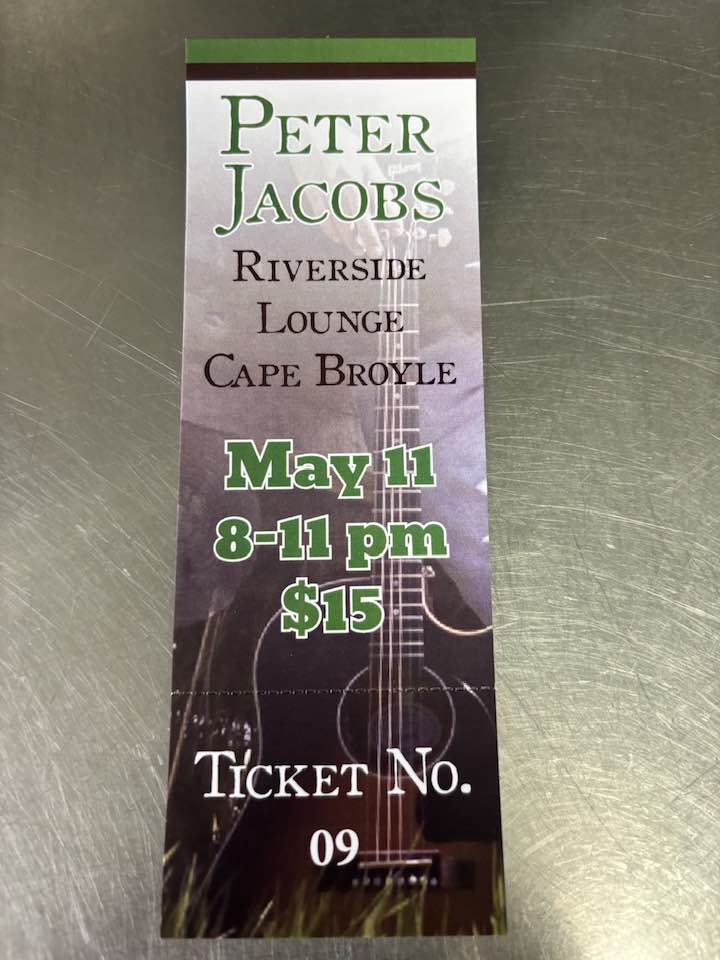 Peter
Jacobs
Riverside
Lounge
Cape Broyle
May 11
8-11 pm
$15
Ticket No.
09